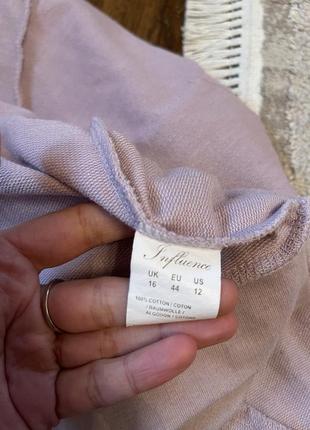 Influence
UK EU US
16 44 12
100% COTTON / COTON
/ BAUMWOLLE /
ALGODON / COTONE